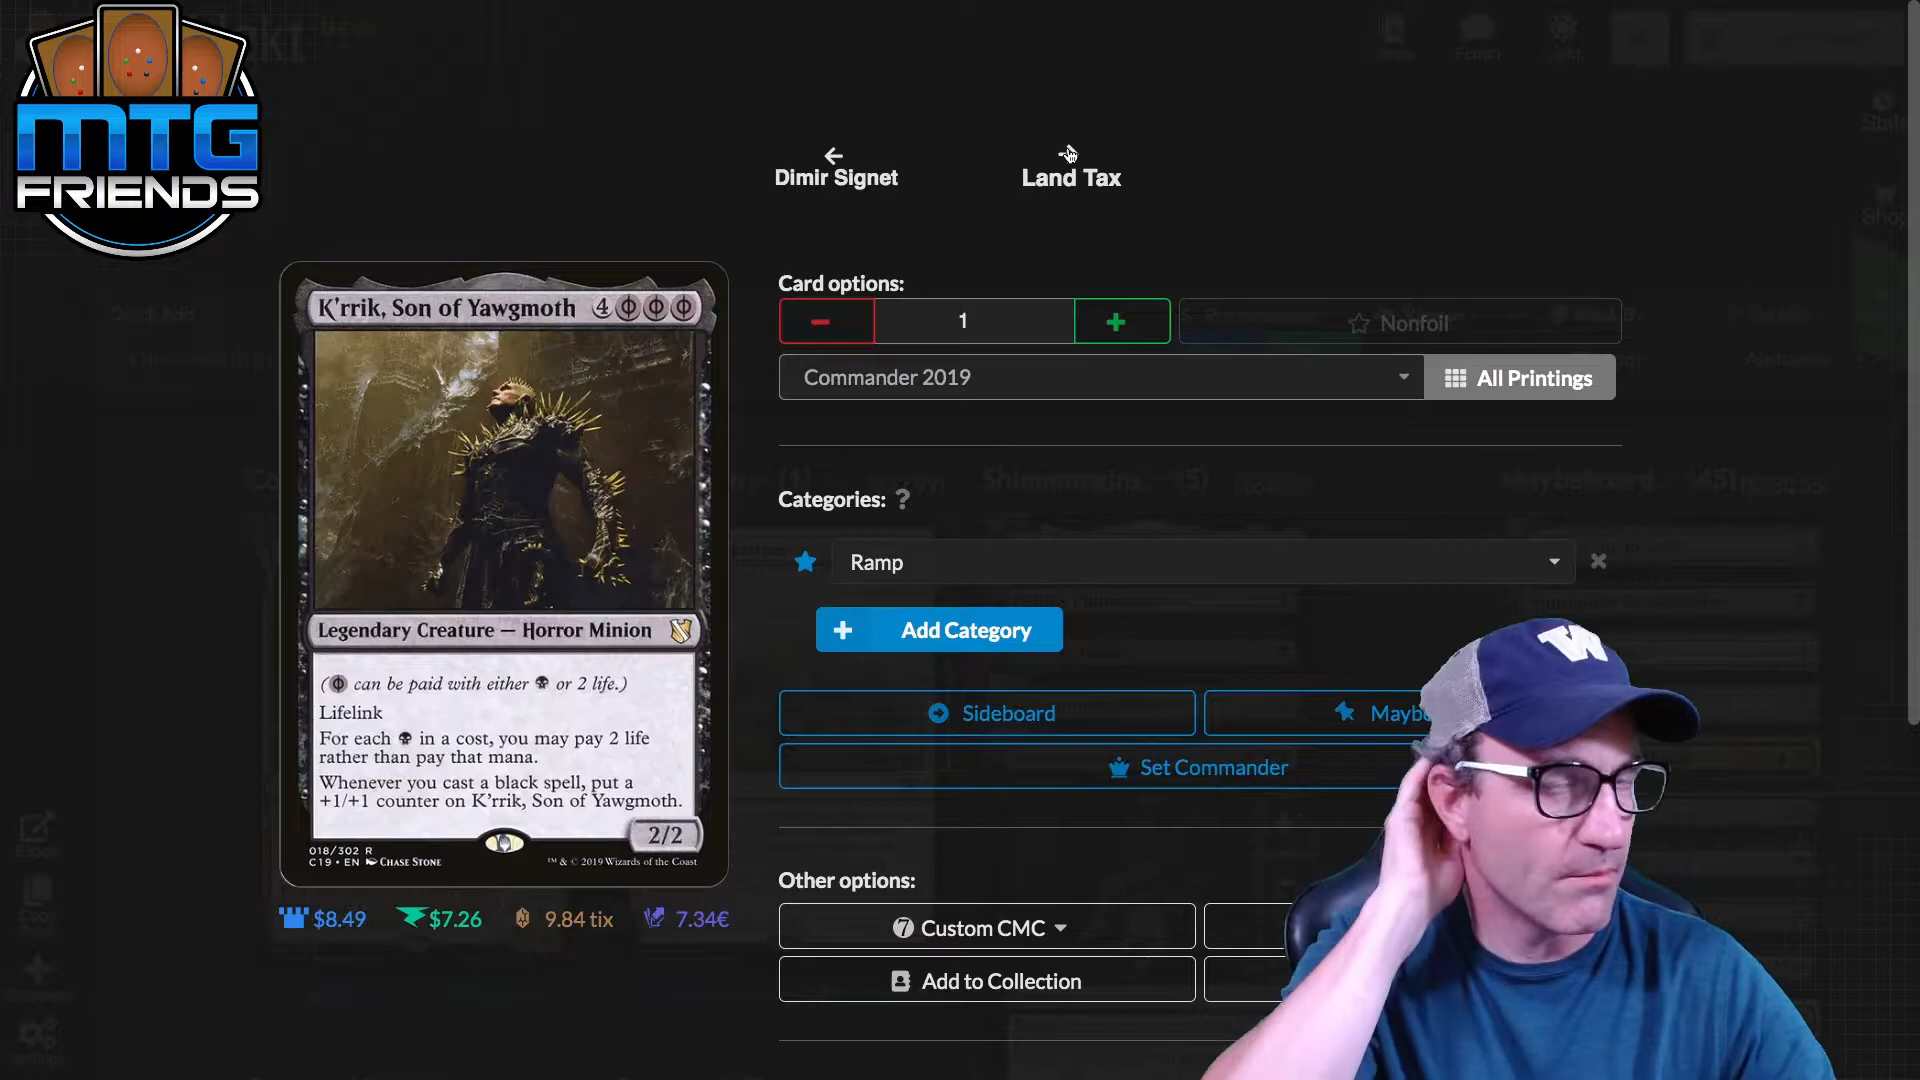 MTG
FRIENDS
Dimir Signet
Land Tax
K'rrik, Son of Yawgmoth 4
Legendary Creature — Horror Minion
( can be paid with either or 2 life.)
Lifelink
For each in a cost, you may pay 2 life
rather than pay that mana.
Whenever you cast a black spell, put a
+1/+1 counter on K'rrik, Son of Yawgmoth.
2/2
018/302 R
C19 • EN Chase Stone
™ & © 2019 Wizards of the Coast
$8.49 $7.26 9.84 tix 7.34€
Card options:
1
Nonfoil
Commander 2019
All Printings
Categories: ?
Ramp
Add Category
Sideboard
Maybe
Set Commander
Other options:
7 Custom CMC
Add to Collection
W